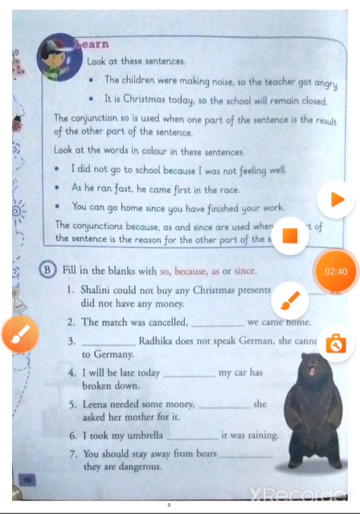 Learn
Look at these sentences.
• The children were making noise, so the teacher got angry
• It is Christmas today, so the school will remain closed.
The conjunction so is used when one part of the sentence is the result
of the other part of the sentence.
Look at the words in colour in these sentences.
• I did not go to school because I was not feeling well.
• As he ran fast, he came first in the race.
• You can go home since you have finished your work.
The conjunctions because, as and since are used when of
the sentence is the reason for the other part of the
02:40
B Fill in the blanks with so, because, as or since.
1. Shalini could not buy any Christmas presents
did not have any money.
2. The match was cancelled, ________ we came home.
3. ________ Radhika does not speak German, she
to Germany.
4. I will be late today ________ my car has
broken down.
5. Leena needed some money, ________ she
asked her mother for it.
6. I took my umbrella ________ it was raining.
7. You should stay away from bears ________
they are dangerous.
XRecorder